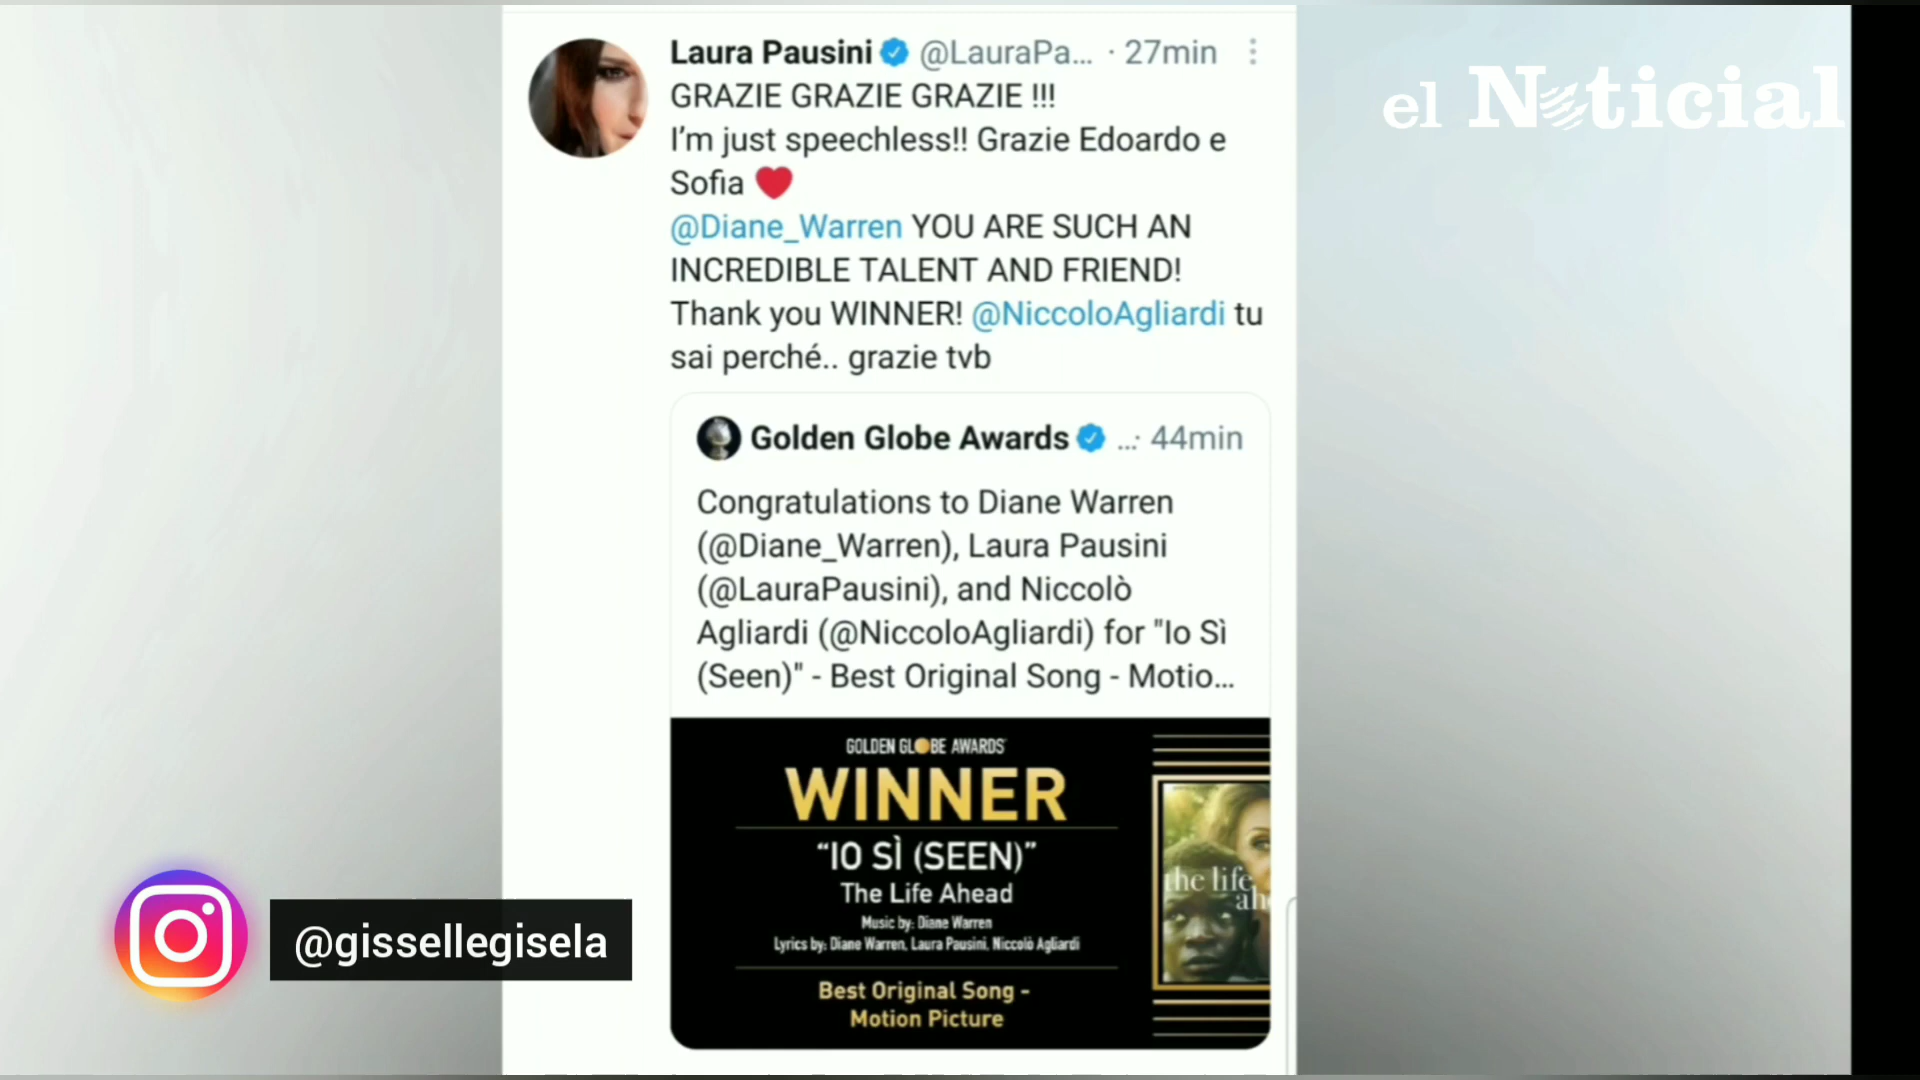 Laura Pausini @LauraPa... · 27min
GRAZIE GRAZIE GRAZIE !!!
I'm just speechless!! Grazie Edoardo e
Sofia ❤
@Diane_Warren YOU ARE SUCH AN
INCREDIBLE TALENT AND FRIEND!
Thank you WINNER! @NiccoloAgliardi tu
sai perché.. grazie tvb
Golden Globe Awards ...· 44min
Congratulations to Diane Warren
(@Diane_Warren), Laura Pausini
(@LauraPausini), and Niccolò
Agliardi (@NiccoloAgliardi) for "Io Sì
(Seen)" - Best Original Song - Motio...
GOLDEN GLOBE AWARDS
WINNER
“IO SÌ (SEEN)”
The Life Ahead
Music by: Diane Warren
Lyrics by: Diane Warren, Laura Pausini, Niccolò Agliardi
Best Original Song -
Motion Picture
the life
ah
el Noticial
@gissellegisela